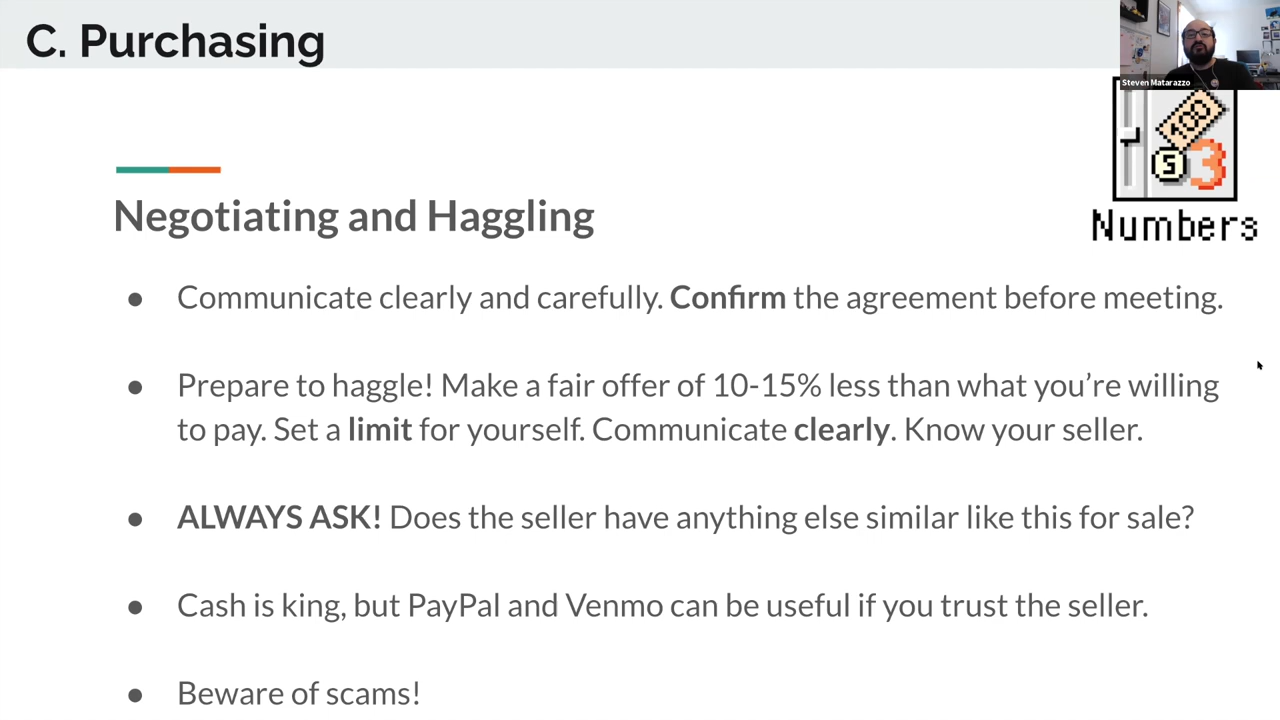 C. Purchasing
Steven Matarazzo
100
5 3
Numbers
Negotiating and Haggling
● Communicate clearly and carefully. Confirm the agreement before meeting.
● Prepare to haggle! Make a fair offer of 10-15% less than what you’re willing
to pay. Set a limit for yourself. Communicate clearly. Know your seller.
● ALWAYS ASK! Does the seller have anything else similar like this for sale?
● Cash is king, but PayPal and Venmo can be useful if you trust the seller.
● Beware of scams!